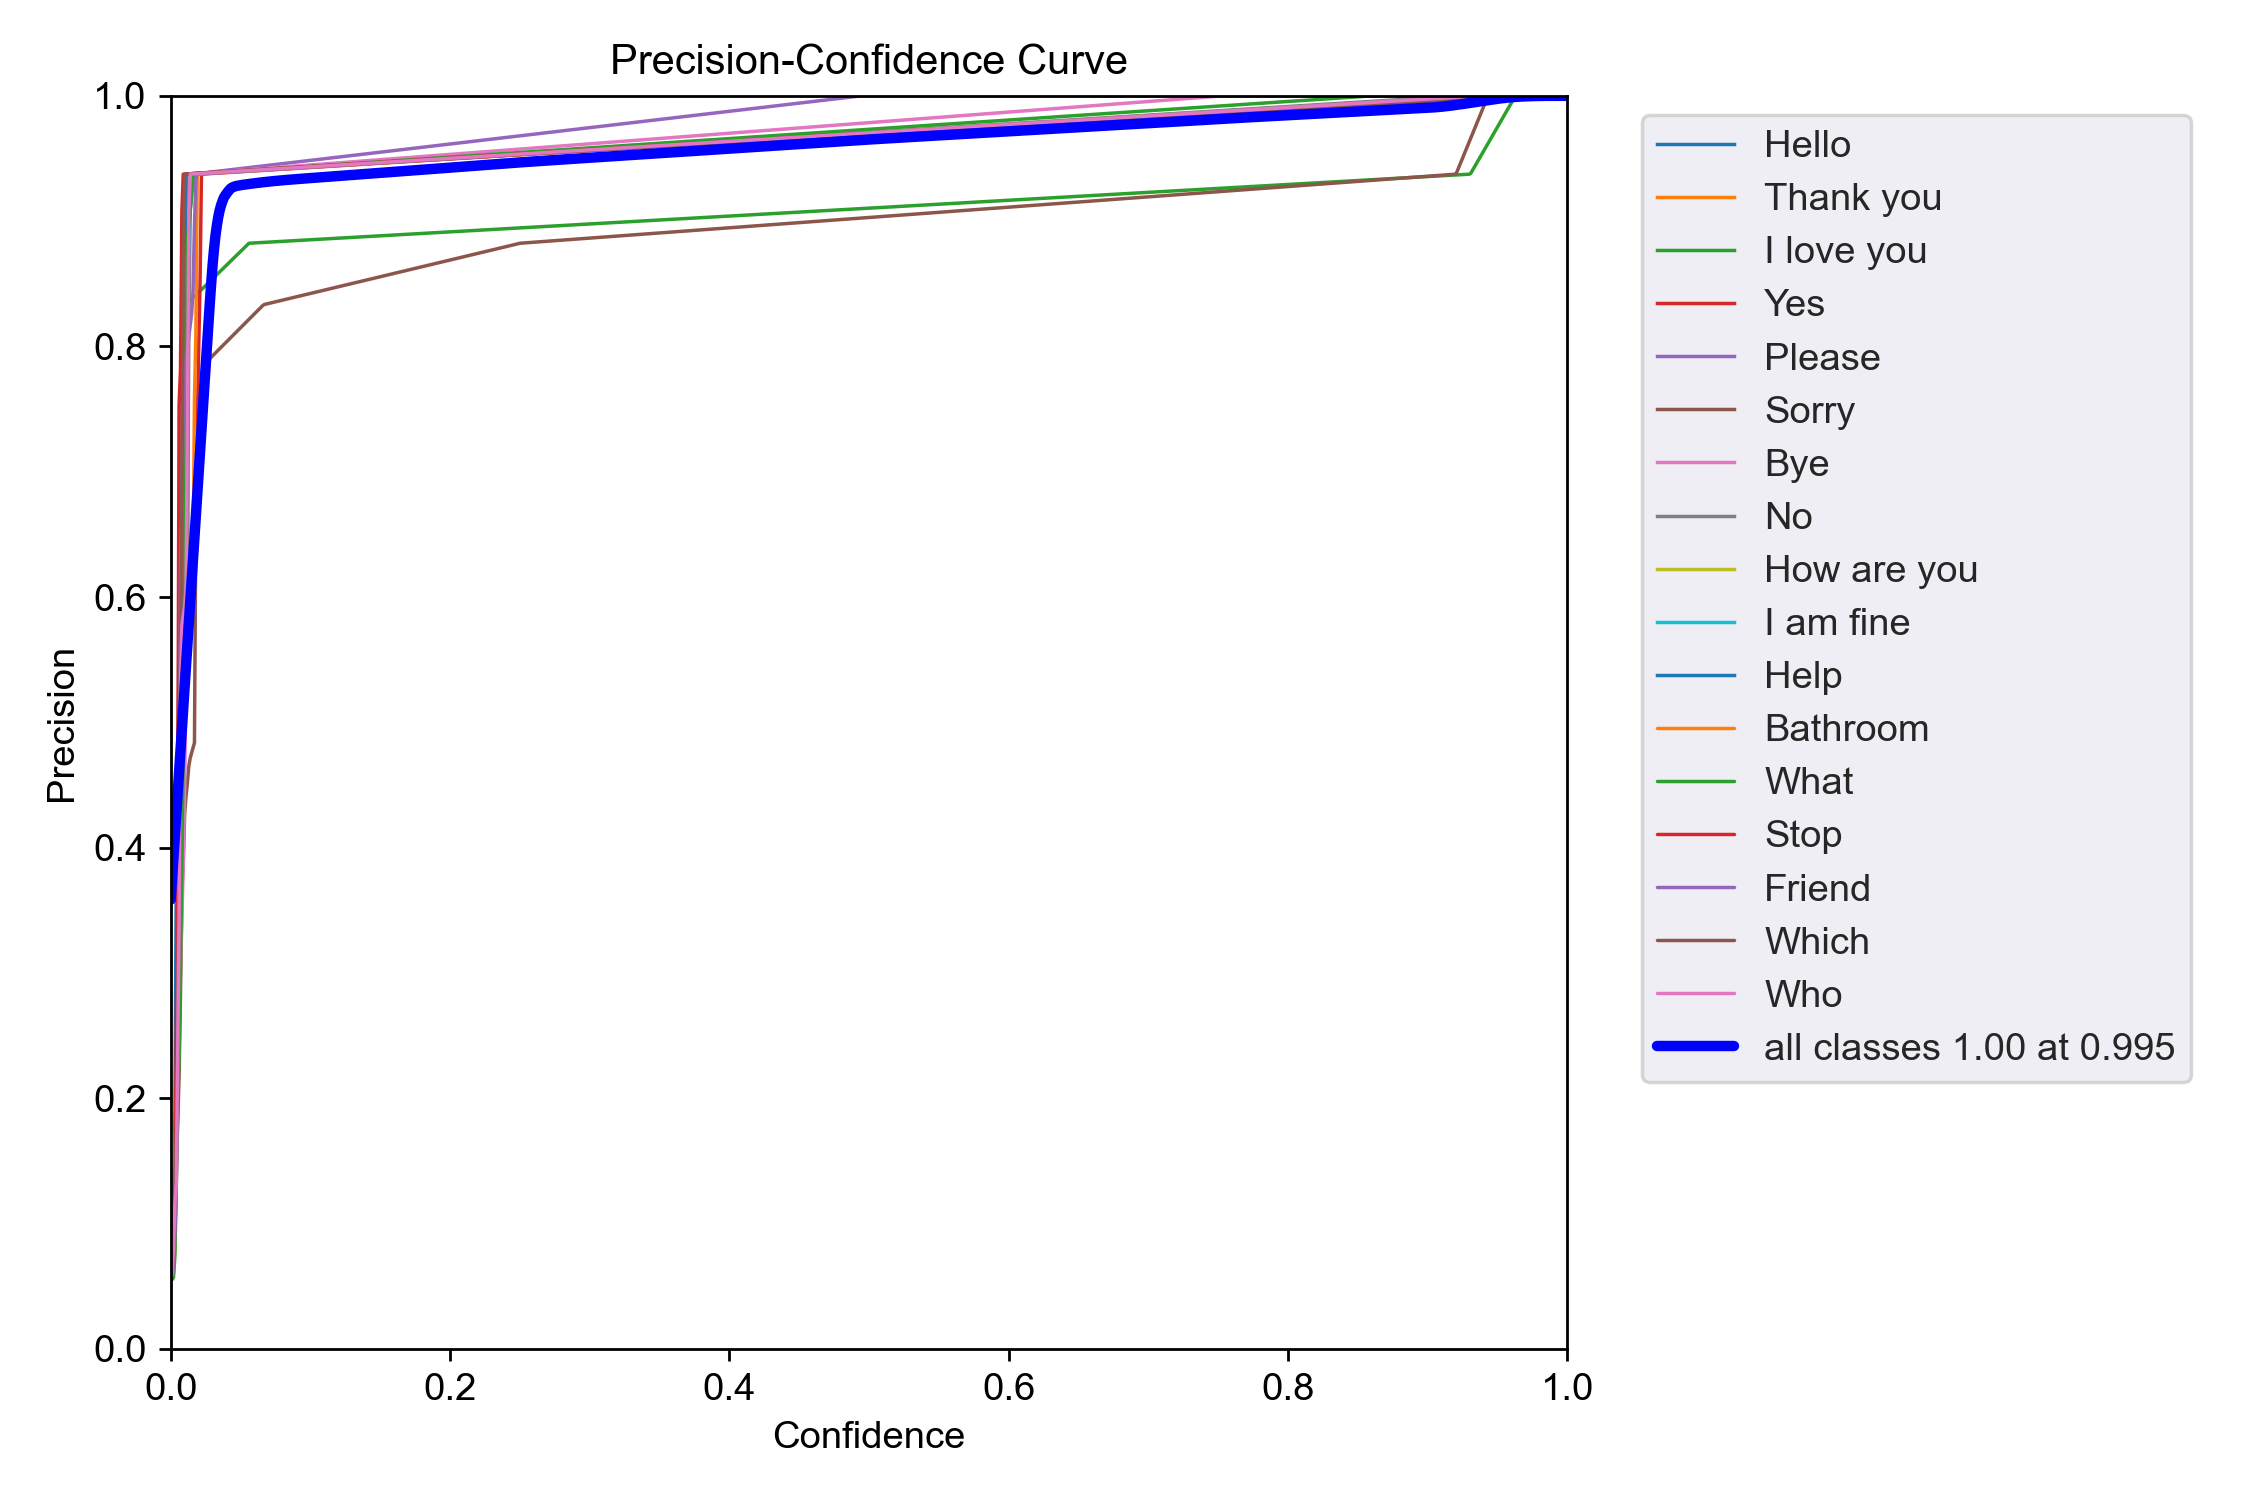 Precision-Confidence Curve
1.0
0.8
0.6
0.4
0.2
0.0
Precision
0.0 0.2 0.4 0.6 0.8 1.0
Confidence
Hello
Thank you
I love you
Yes
Please
Sorry
Bye
No
How are you
I am fine
Help
Bathroom
What
Stop
Friend
Which
Who
all classes 1.00 at 0.995